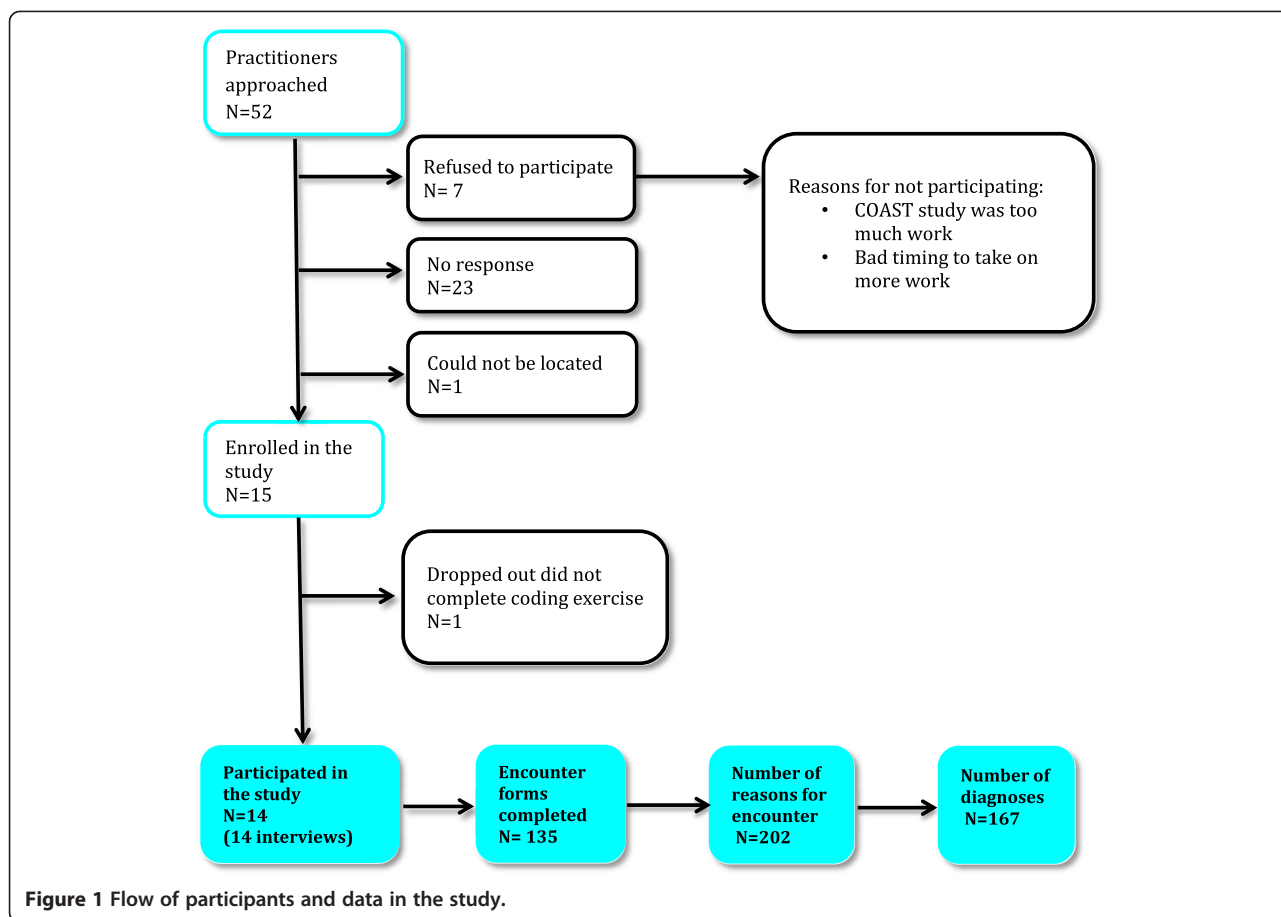 Practitioners
approached
N=52
Refused to participate
N= 7
Reasons for not participating:
• COAST study was too
much work
• Bad timing to take on
more work
No response
N=23
Could not be located
N=1
Enrolled in the
study
N=15
Dropped out did not
complete coding exercise
N=1
Participated in
the study
N=14
(14 interviews)
Encounter
forms
completed
N= 135
Number of
reasons for
encounter
N=202
Number of
diagnoses
N=167
Figure 1 Flow of participants and data in the study.